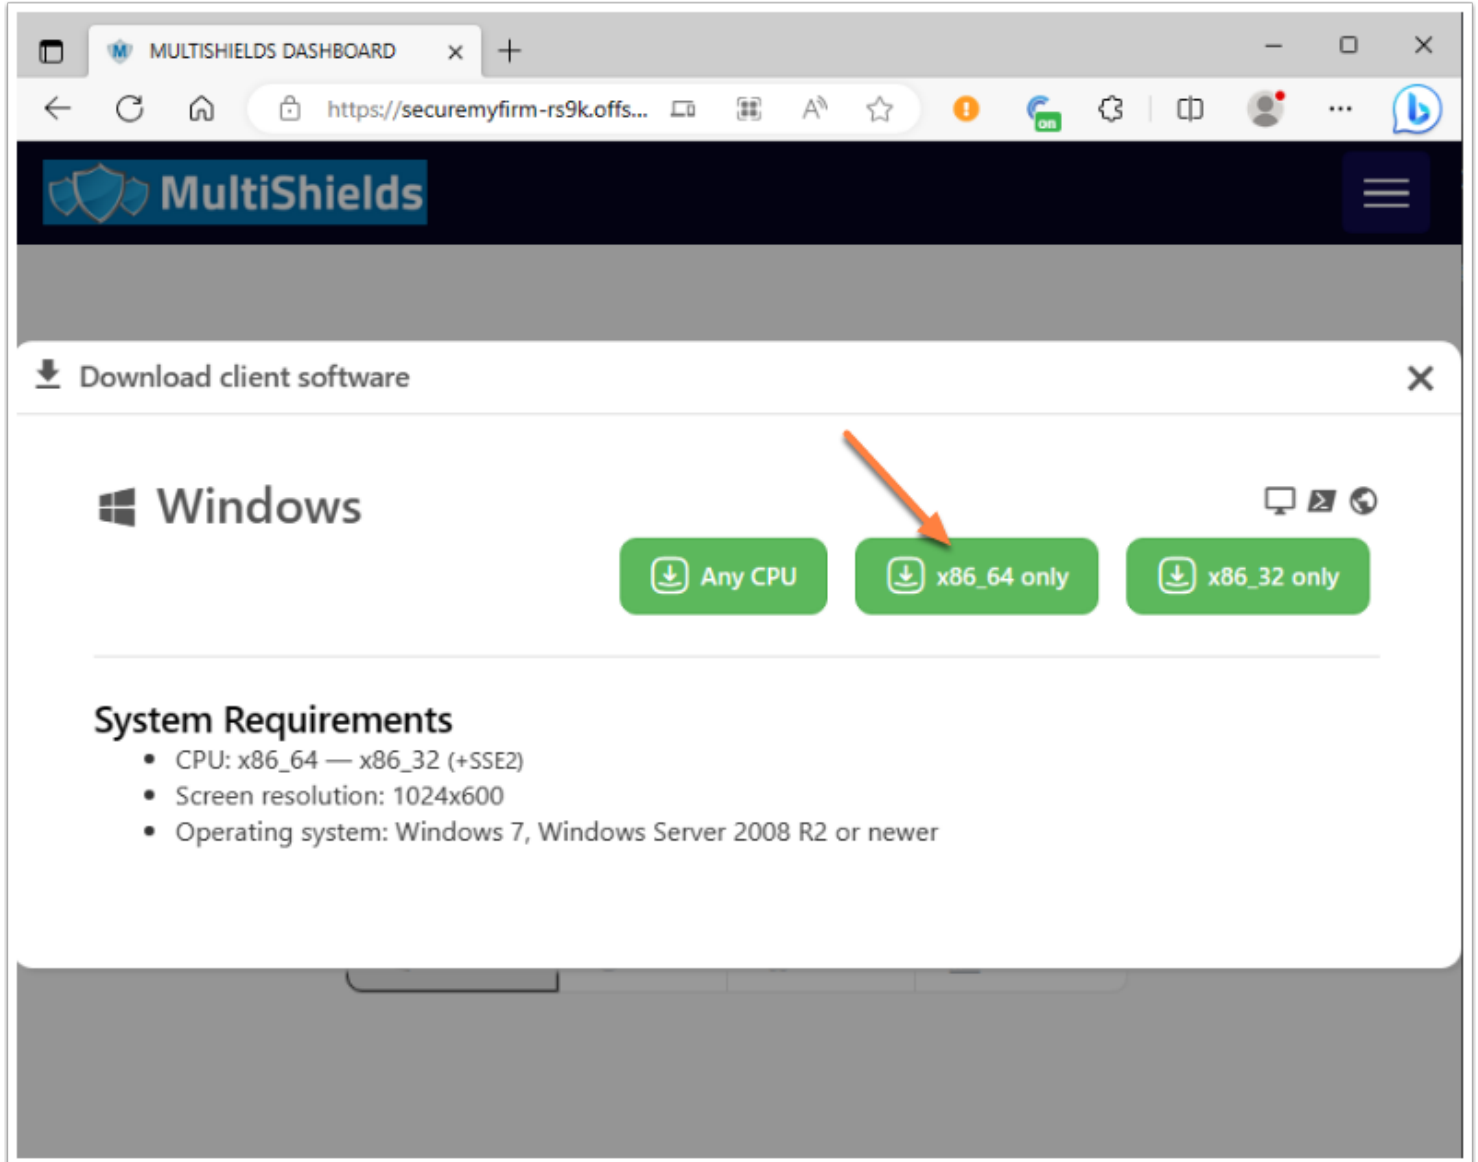 MULTISHIELDS DASHBOARD
https://securemyfirm-rs9k.offs...
on
MultiShields
Download client software
Windows
Any CPU
x86_64 only
x86_32 only
System Requirements
• CPU: x86_64 — x86_32 (+SSE2)
• Screen resolution: 1024x600
• Operating system: Windows 7, Windows Server 2008 R2 or newer